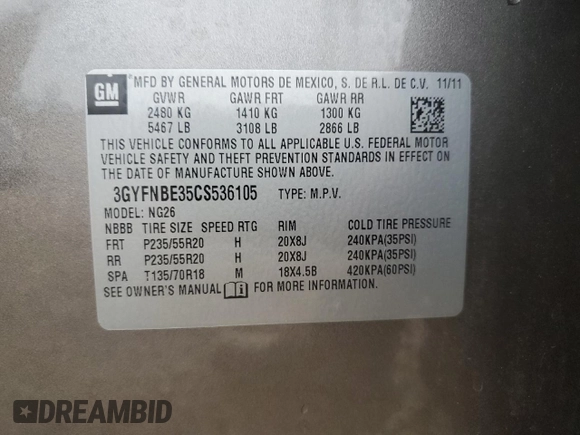 GM
MFD BY GENERAL MOTORS DE MEXICO, S. DE R.L. DE C.V. 11/11
GVWR GAWR FRT GAWR RR
2480 KG 1410 KG 1300 KG
5467 LB 3108 LB 2866 LB
THIS VEHICLE CONFORMS TO ALL APPLICABLE U.S. FEDERAL MOTOR
VEHICLE SAFETY AND THEFT PREVENTION STANDARDS IN EFFECT ON
THE DATE OF MANUFACTURE SHOWN ABOVE.
3GYFNBE35CS536105 TYPE: M.P.V.
MODEL: NG26
NBBB TIRE SIZE SPEED RTG RIM COLD TIRE PRESSURE
FRT P235/55R20 H 20X8J 240KPA(35PSI)
RR P235/55R20 H 20X8J 240KPA(35PSI)
SPA T135/70R18 M 18X4.5B 420KPA(60PSI)
SEE OWNER'S MANUAL FOR MORE INFORMATION.
DREAMBID